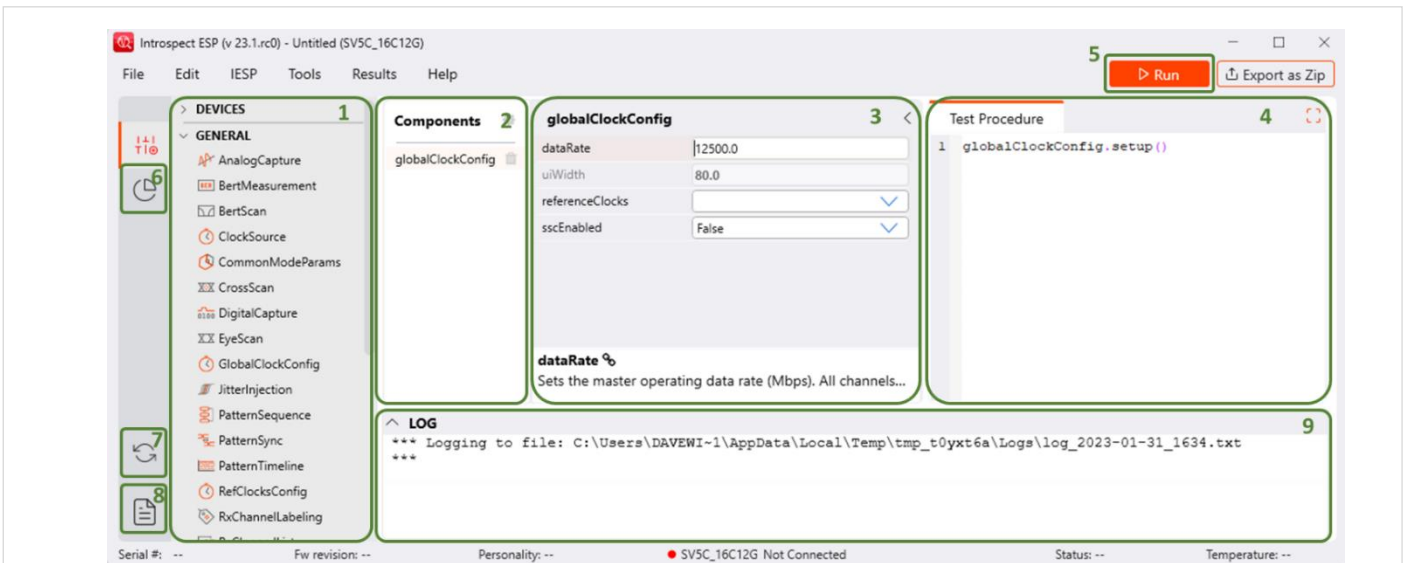 Introspect ESP (v 23.1.rc0) - Untitled (SV5C_16C12G)
File Edit IESP Tools Results Help
5
Run
Export as Zip
DEVICES
1
GENERAL
AnalogCapture
BertMeasurement
BertScan
ClockSource
CommonModeParams
CrossScan
DigitalCapture
EyeScan
GlobalClockConfig
JitterInjection
PatternSequence
PatternSync
PatternTimeline
RefClocksConfig
RxChannelLabeling
6
7
8
Components 2
globalClockConfig
globalClockConfig 3
dataRate 12500.0
uiWidth 80.0
referenceClocks
sscEnabled False
dataRate
Sets the master operating data rate (Mbps). All channels...
Test Procedure 4
1 globalClockConfig.setup()
LOG 9
*** Logging to file: C:\Users\DAVEWI~1\AppData\Local\Temp\tmp_t0yxt6a\Logs\log_2023-01-31_1634.txt
***
Serial #: -- Fw revision: -- Personality: -- SV5C_16C12G Not Connected Status: -- Temperature: --